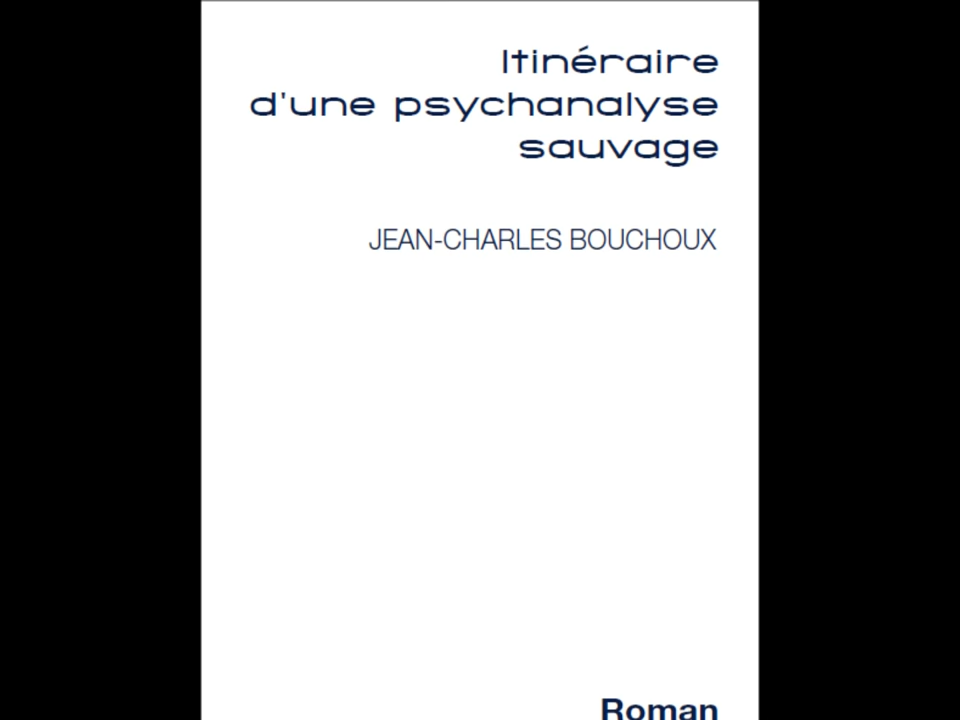 Itinéraire
d'une psychanalyse
sauvage
JEAN-CHARLES BOUCHOUX
Roman